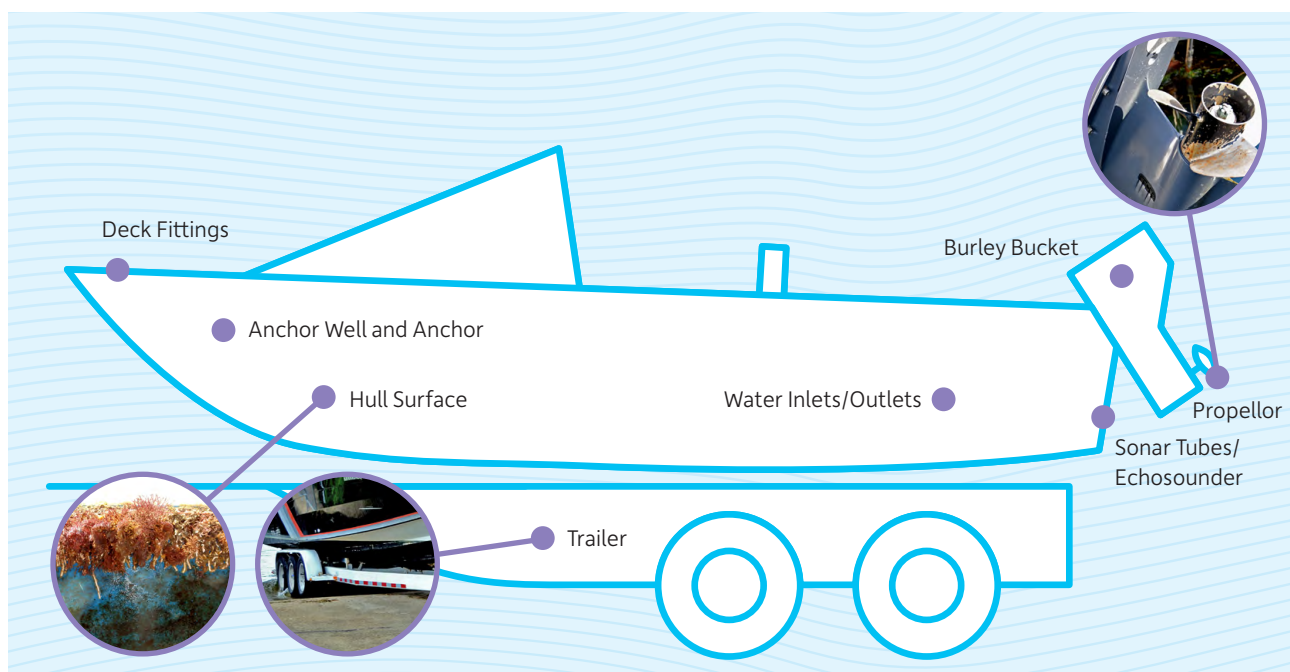 Deck Fittings
Burley Bucket
Anchor Well and Anchor
Hull Surface
Water Inlets/Outlets
Propellor
Sonar Tubes/
Echosounder
Trailer